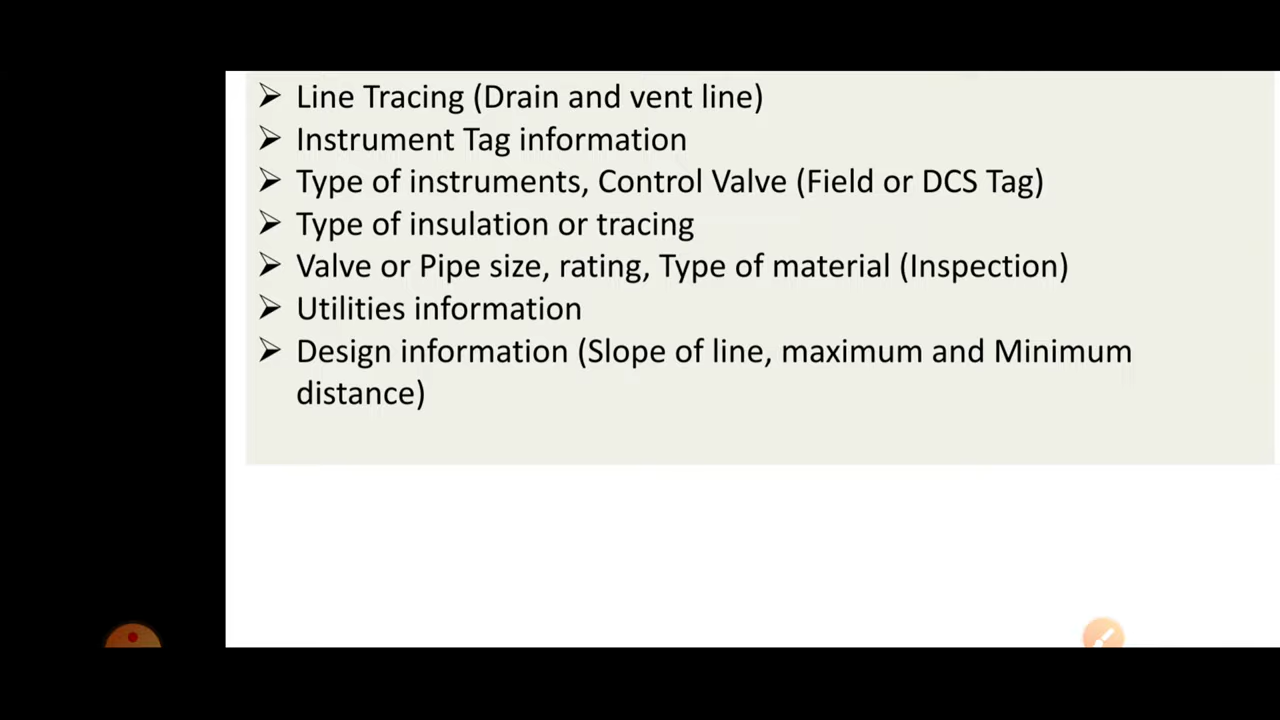 ➢ Line Tracing (Drain and vent line)
➢ Instrument Tag information
➢ Type of instruments, Control Valve (Field or DCS Tag)
➢ Type of insulation or tracing
➢ Valve or Pipe size, rating, Type of material (Inspection)
➢ Utilities information
➢ Design information (Slope of line, maximum and Minimum
distance)